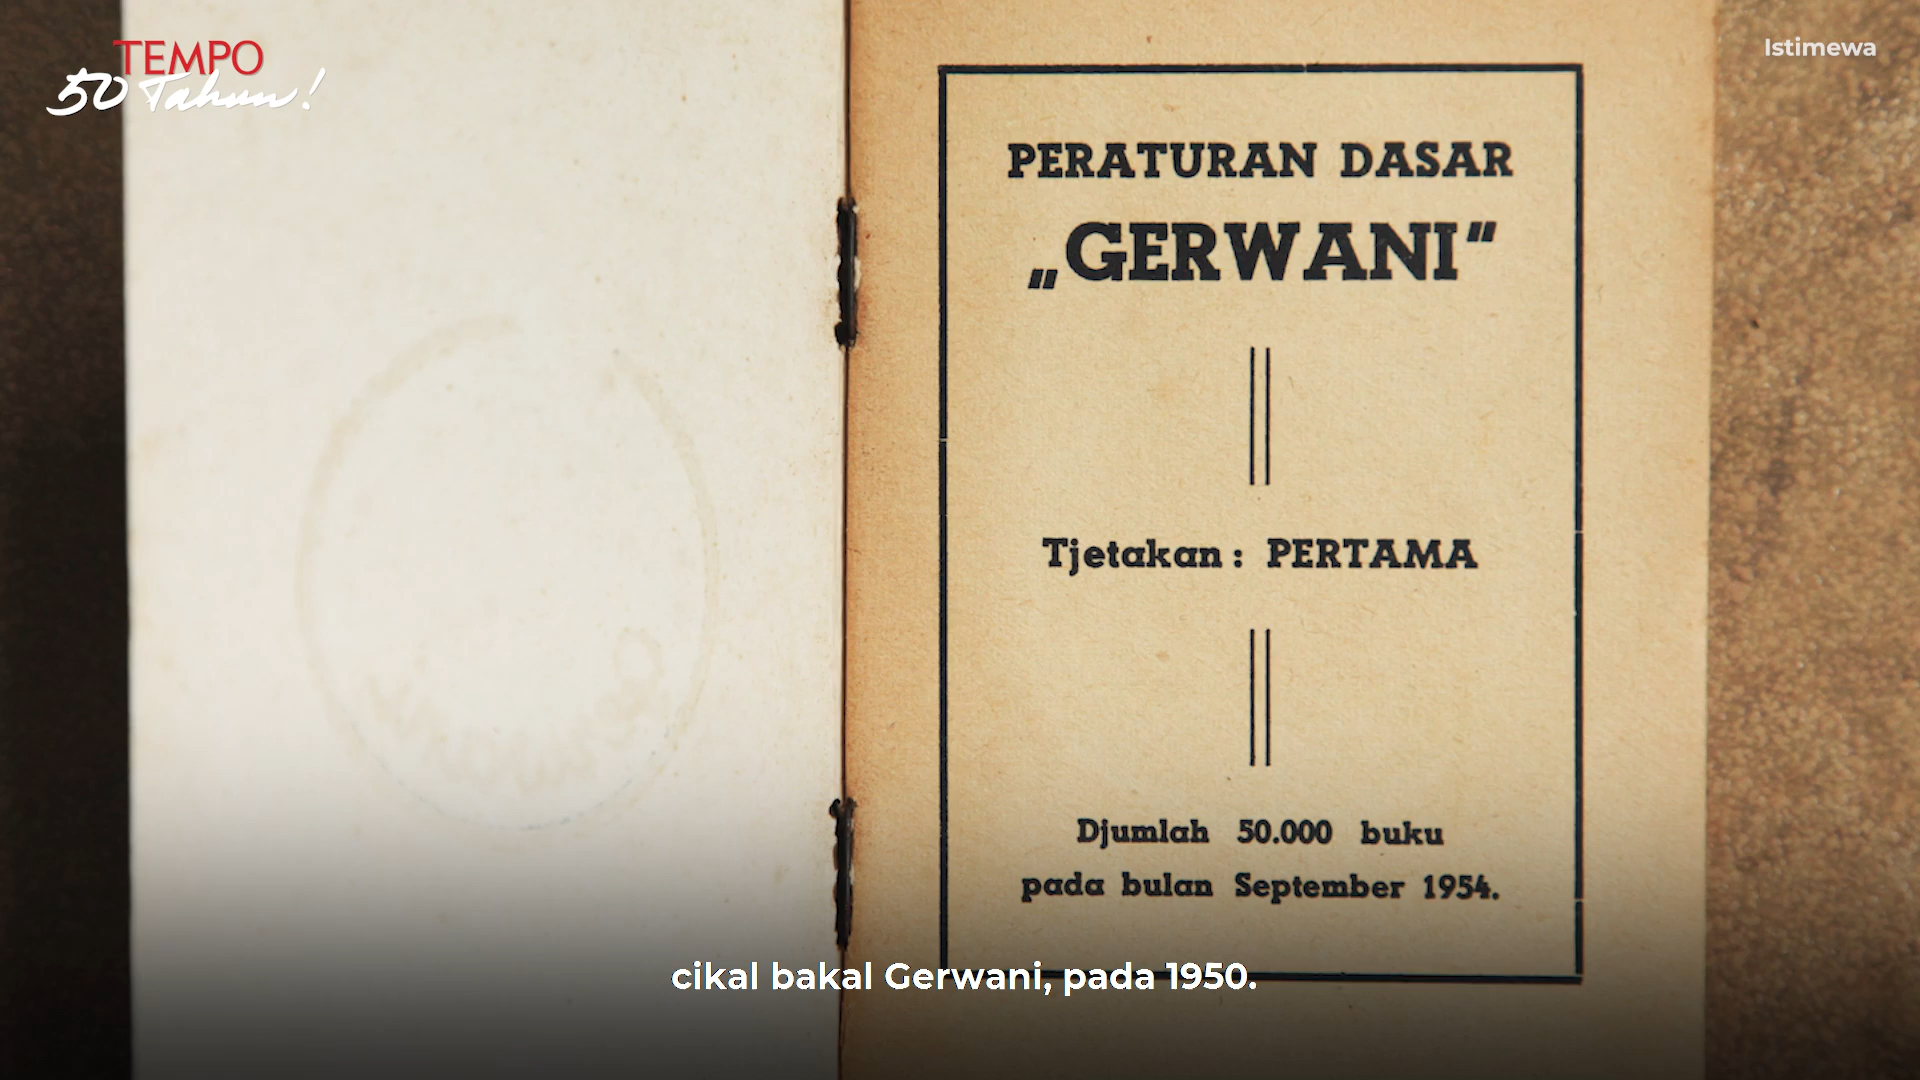 TEMPO
50 Tahun!
Istimewa
PERATURAN DASAR
„GERWANI"
Tjetakan : PERTAMA
Djumlah 50.000 buku
pada bulan September 1954.
cikal bakal Gerwani, pada 1950.